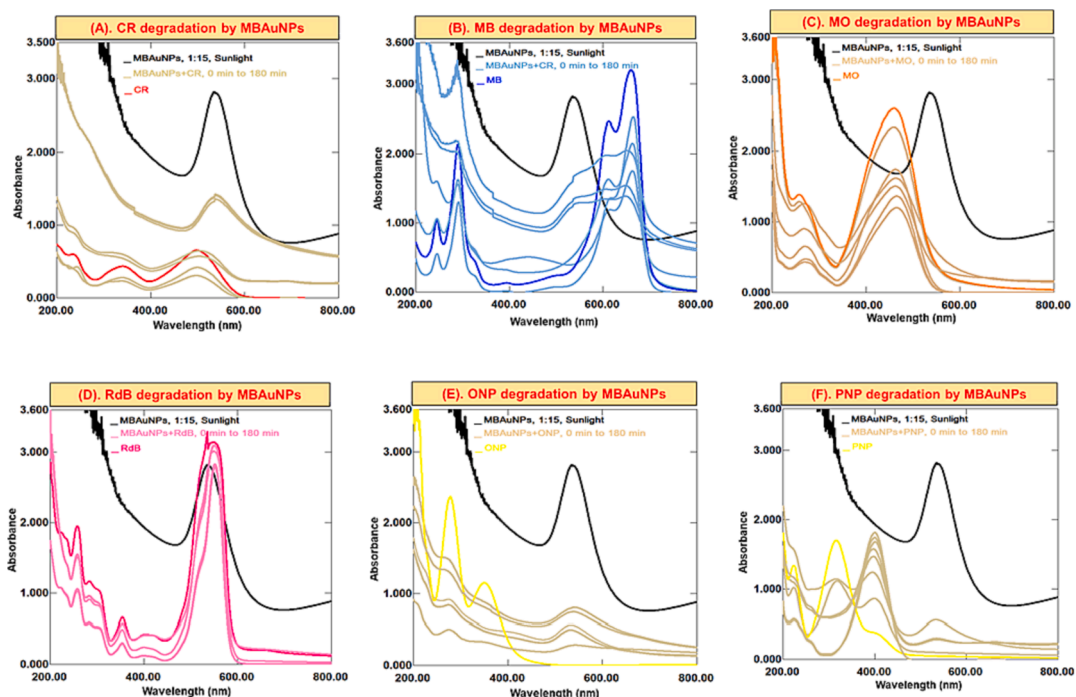 (A). CR degradation by MBAuNPs
3.500
MBAuNPs, 1:15, Sunlight
MBAuNPs+CR, 0 min to 180 min
CR
3.000
2.000
1.000
0.000
Absorbance
200.00 400.00 600.00 800.00
Wavelength (nm)
(B). MB degradation by MBAuNPs
3.500
MBAuNPs, 1:15, Sunlight
MBAuNPs+CR, 0 min to 180 min
MB
3.000
2.000
1.000
0.000
Absorbance
200.00 400.00 600.00 800.00
Wavelength (nm)
(C). MO degradation by MBAuNPs
3.500
MBAuNPs, 1:15, Sunlight
MBAuNPs+MO, 0 min to 180 min
MO
3.000
2.000
1.000
0.000
Absorbance
200.00 400.00 600.00 800.00
Wavelength (nm)
(D). RdB degradation by MBAuNPs
3.600
MBAuNPs, 1:15, Sunlight
MBAuNPs+RdB, 0 min to 180 min
RdB
3.000
2.000
1.000
0.000
Absorbance
200.00 400.00 600.00 800.00
Wavelength (nm)
(E). ONP degradation by MBAuNPs
3.600
MBAuNPs, 1:15, Sunlight
MBAuNPs+ONP, 0 min to 180 min
ONP
3.000
2.000
1.000
0.000
Absorbance
200.00 400.00 600.00 800.00
Wavelength (nm)
(F). PNP degradation by MBAuNPs
3.600
MBAuNPs, 1:15, Sunlight
MBAuNPs+PNP, 0 min to 180 min
PNP
3.000
2.000
1.000
0.000
Absorbance
200.00 400.00 600.00 800.00
Wavelength (nm)